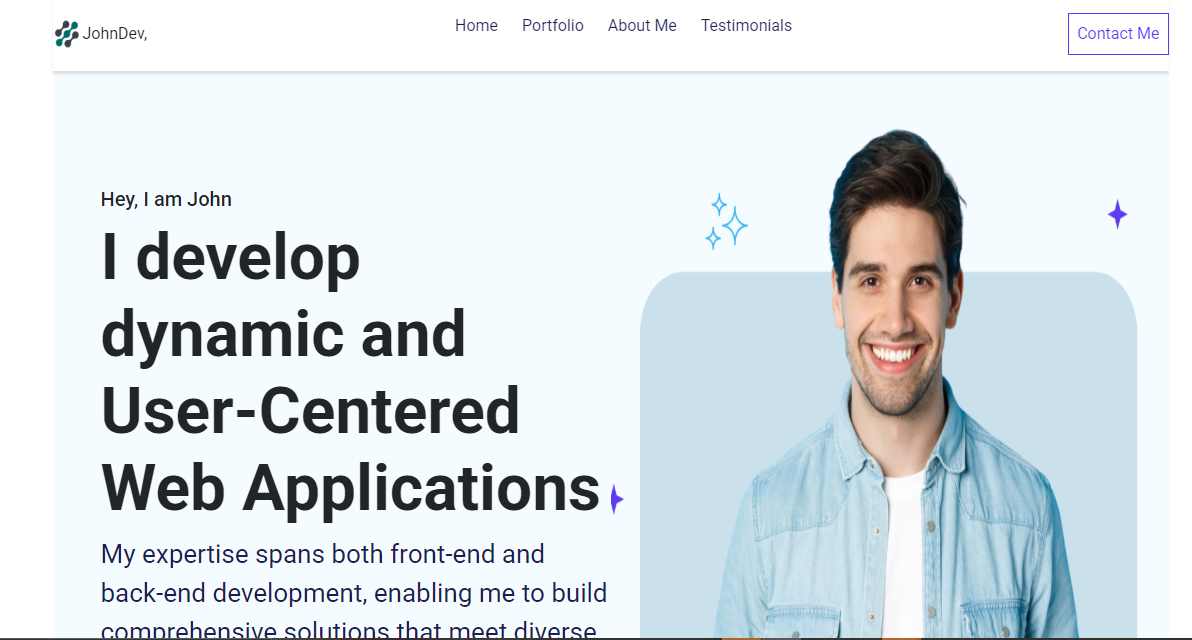 JohnDev,
Home Portfolio About Me Testimonials
Contact Me
Hey, I am John
I develop
dynamic and
User-Centered
Web Applications
My expertise spans both front-end and
back-end development, enabling me to build
comprehensive solutions that meet diverse